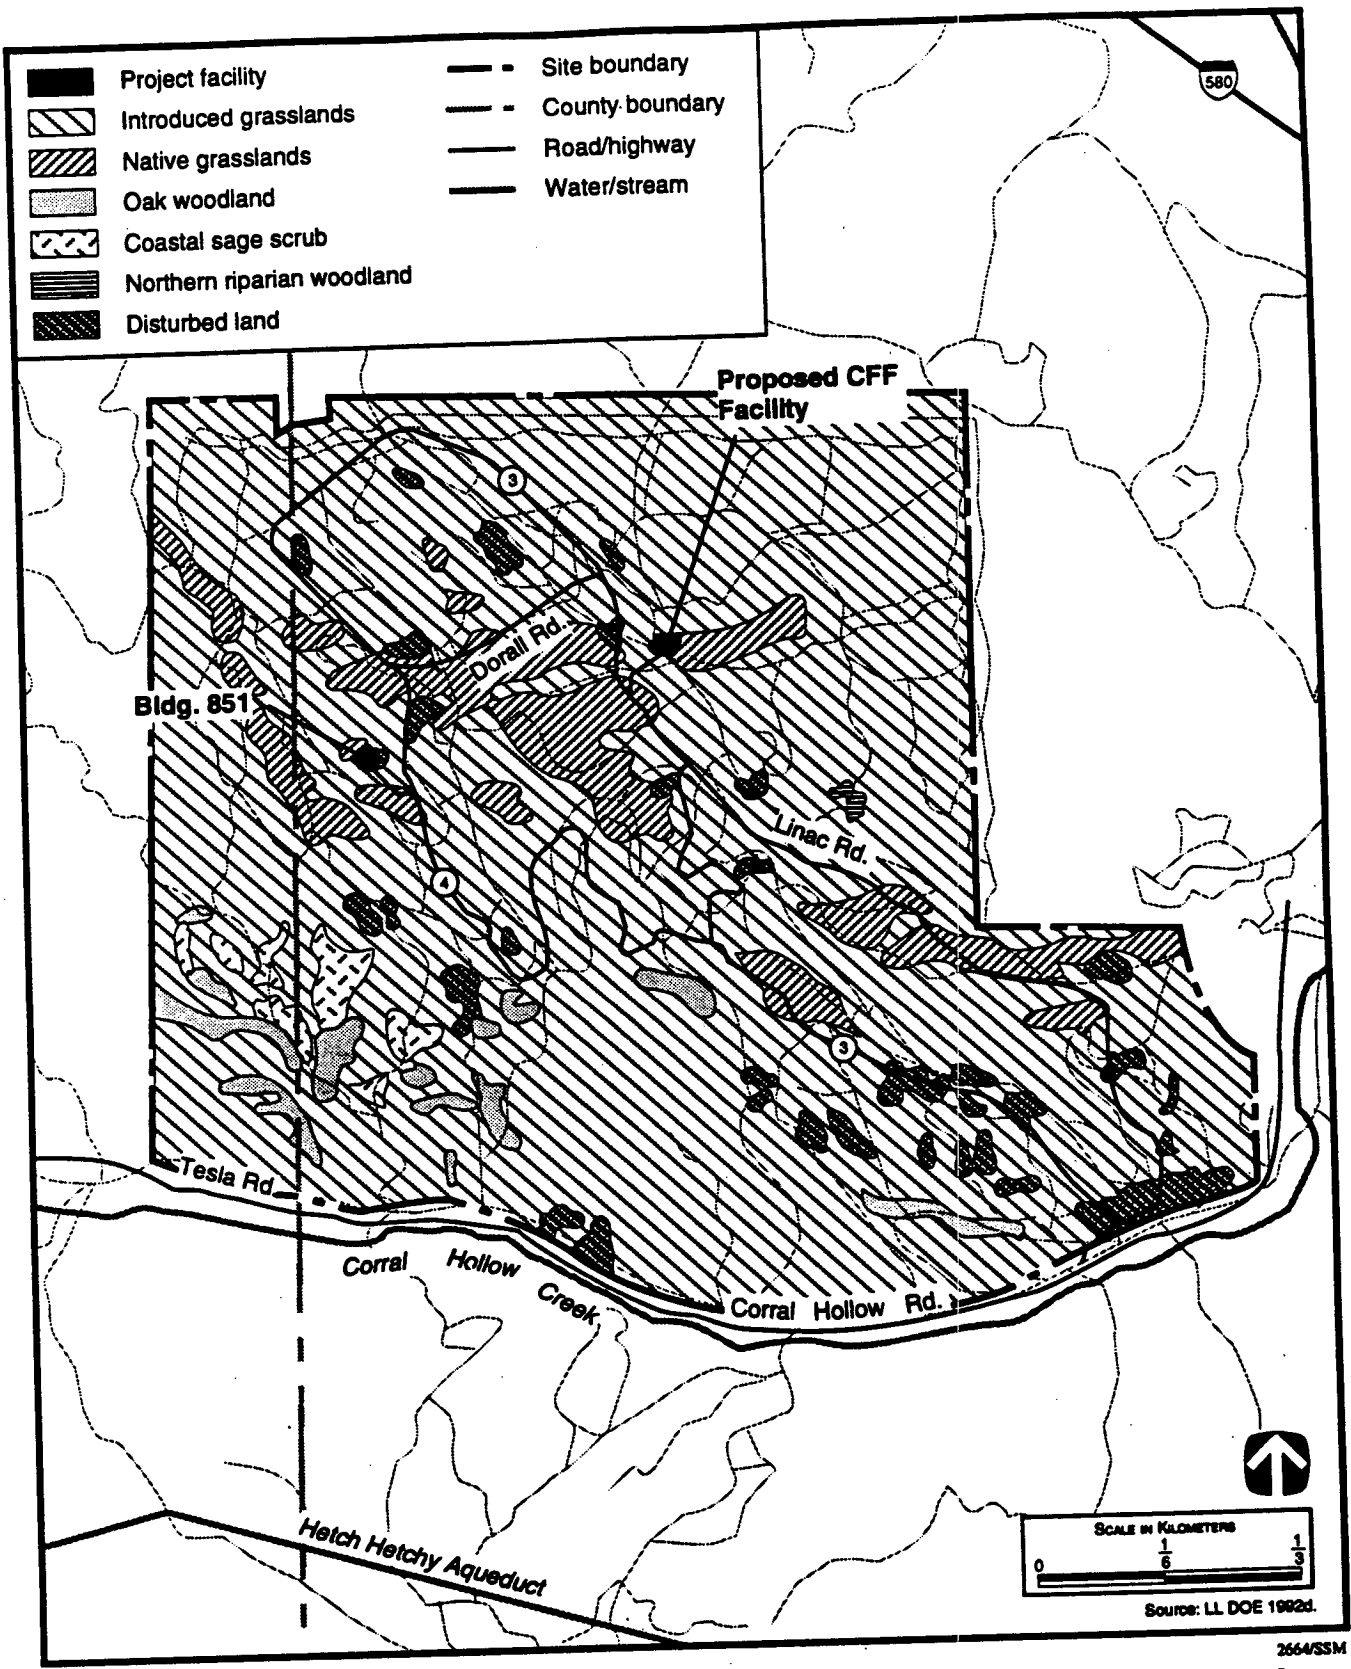 Project facility
Introduced grasslands
Native grasslands
Oak woodland
Coastal sage scrub
Northern riparian woodland
Disturbed land
Site boundary
County boundary
Road/highway
Water/stream
580
Proposed CFF
Facility
3
Dorall Rd.
Bldg. 851
Linac Rd.
4
3
Tesla Rd
Corral Hollow Creek
Corral Hollow Rd.
Hetch Hetchy Aqueduct
SCALE IN KILOMETERS
0 1/6 1/3
Source: LL DOE 1992d.
2664/SSM